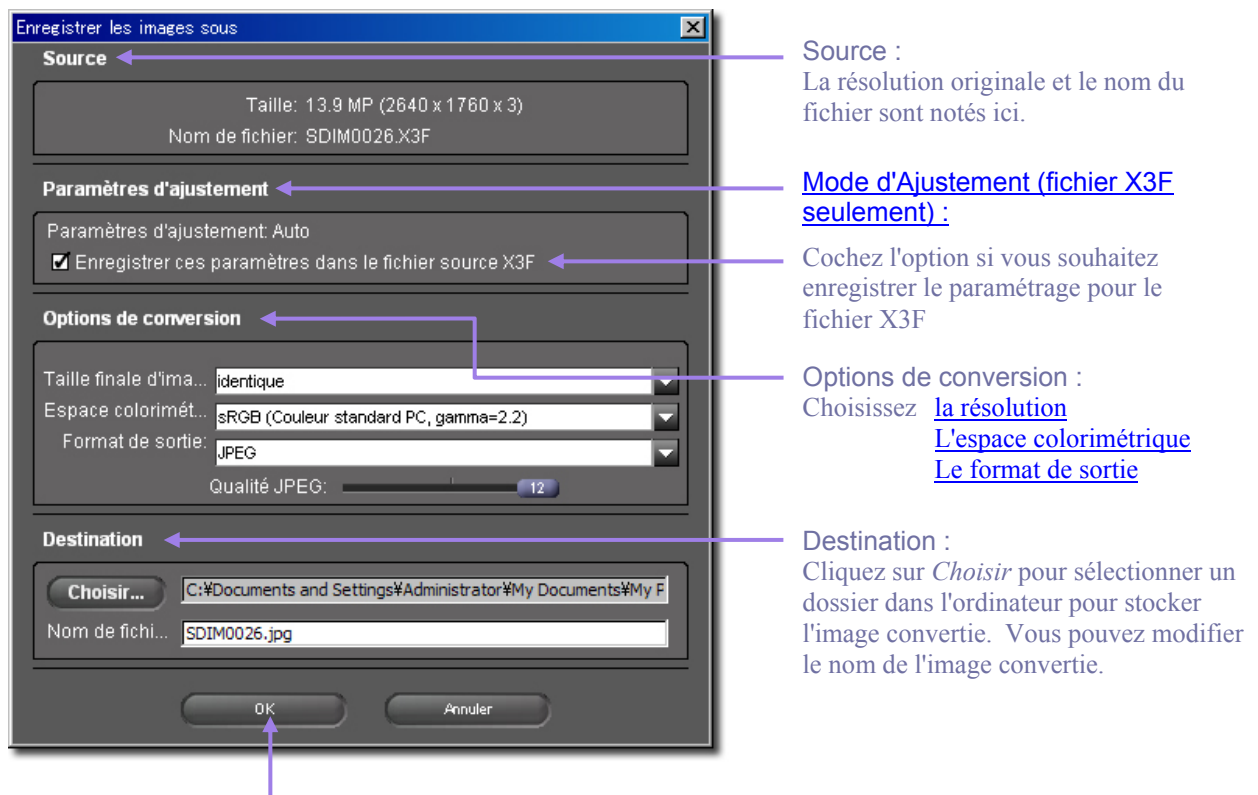 Enregistrer les images sous
Source
Taille: 13.9 MP (2640 x 1760 x 3)
Nom de fichier: SDIM0026.X3F
Paramètres d'ajustement
Paramètres d'ajustement: Auto
Enregistrer ces paramètres dans le fichier source X3F
Options de conversion
Taille finale d'ima... identique
Espace colorimét... sRGB (Couleur standard PC, gamma=2.2)
Format de sortie: JPEG
Qualité JPEG: 12
Destination
Choisir... C:¥Documents and Settings¥Administrator¥My Documents¥My P
Nom de fichi... SDIM0026.jpg
OK Annuler
Source :
La résolution originale et le nom du
fichier sont notés ici.
Mode d'Ajustement (fichier X3F
seulement) :
Cochez l'option si vous souhaitez
enregistrer le paramétrage pour le
fichier X3F
Options de conversion :
Choisissez la résolution
L'espace colorimétrique
Le format de sortie
Destination :
Cliquez sur Choisir pour sélectionner un
dossier dans l'ordinateur pour stocker
l'image convertie. Vous pouvez modifier
le nom de l'image convertie.